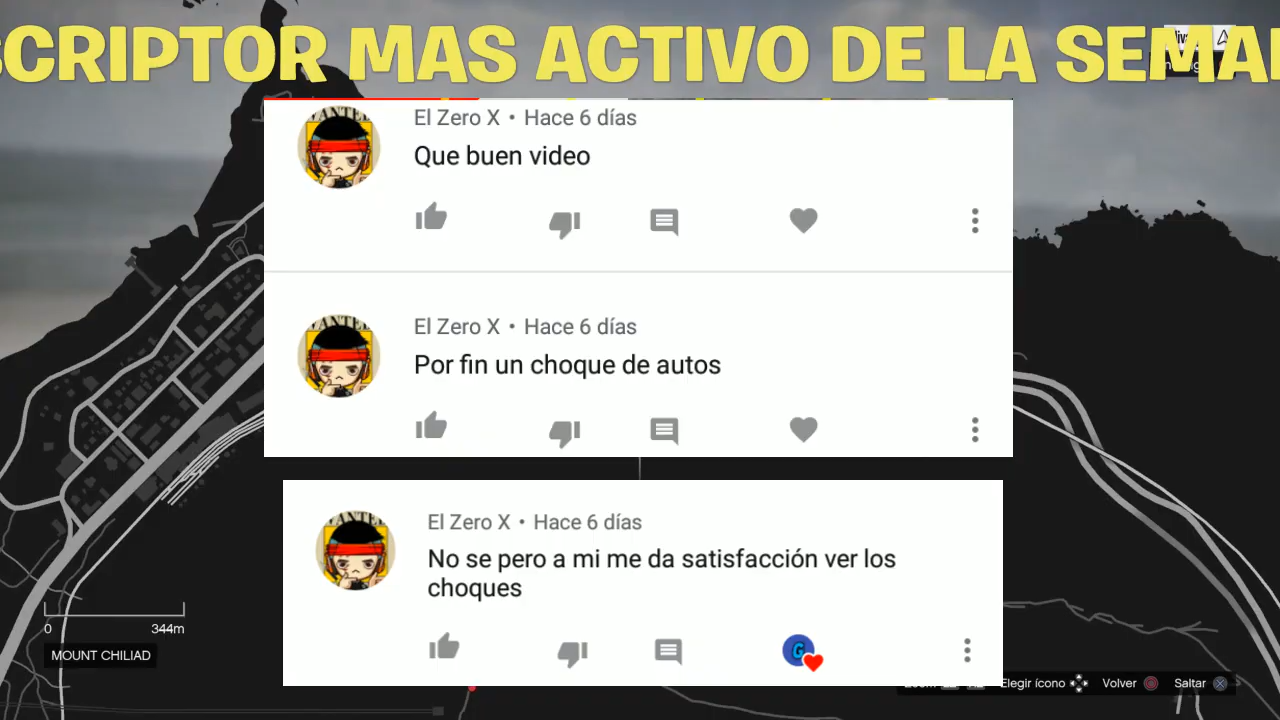 SCRIPTOR MAS ACTIVO DE LA SEMA
El Zero X • Hace 6 días
Que buen video
El Zero X • Hace 6 días
Por fin un choque de autos
El Zero X • Hace 6 días
No se pero a mi me da satisfacción ver los
choques
G
0 344m
MOUNT CHILIAD
Elegir ícono Volver Saltar